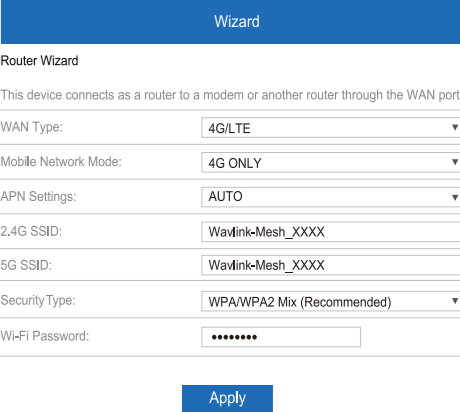 Wizard
Router Wizard
This device connects as a router to a modem or another router through the WAN port
WAN Type: 4G/LTE
Mobile Network Mode: 4G ONLY
APN Settings: AUTO
2.4G SSID: Wavlink-Mesh_XXXX
5G SSID: Wavlink-Mesh_XXXX
Security Type: WPA/WPA2 Mix (Recommended)
Wi-Fi Password: ••••••••
Apply